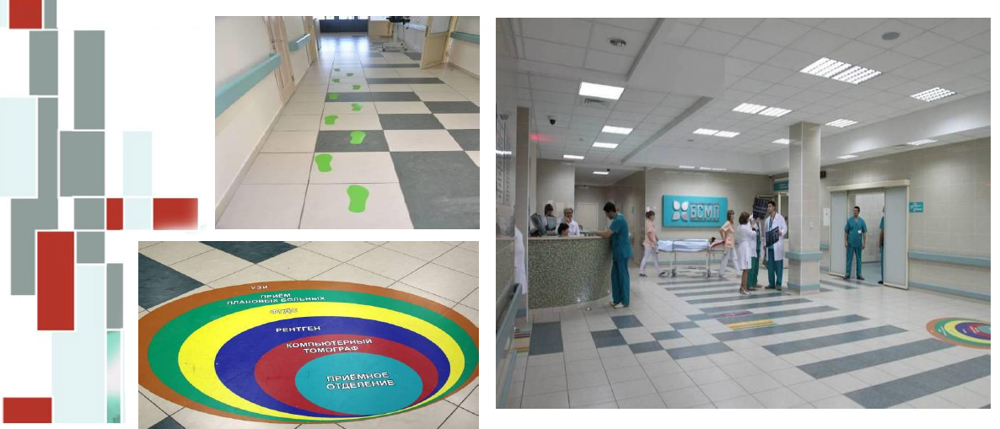 УЗИ
ПРИЁМ
ПЛАНОВЫХ БОЛЬНЫХ
ФГДС
РЕНТГЕН
КОМПЬЮТЕРНЫЙ
ТОМОГРАФ
ПРИЁМНОЕ
ОТДЕЛЕНИЕ
БСМП